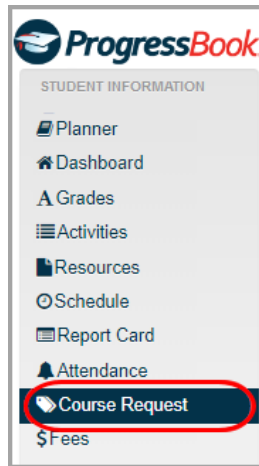 ProgressBook
STUDENT INFORMATION
Planner
Dashboard
Grades
Activities
Resources
Schedule
Report Card
Attendance
Course Request
Fees